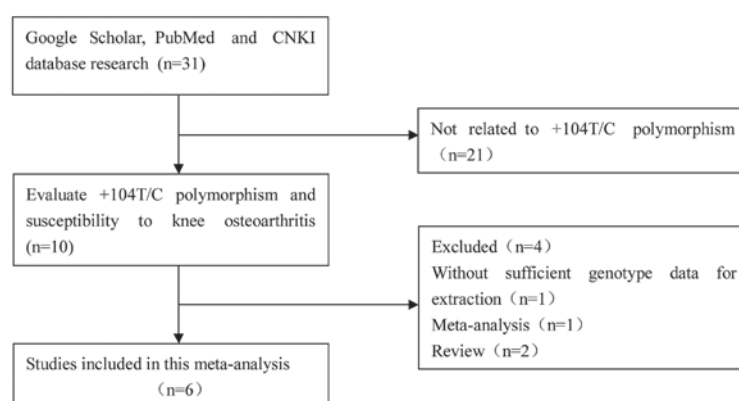 Google Scholar, PubMed and CNKI
database research (n=31)
Not related to +104T/C polymorphism
（n=21）
Evaluate +104T/C polymorphism and
susceptibility to knee osteoarthritis
(n=10)
Excluded（n=4）
Without sufficient genotype data for
extraction（n=1）
Meta-analysis（n=1）
Review（n=2）
Studies included in this meta-analysis
（n=6）